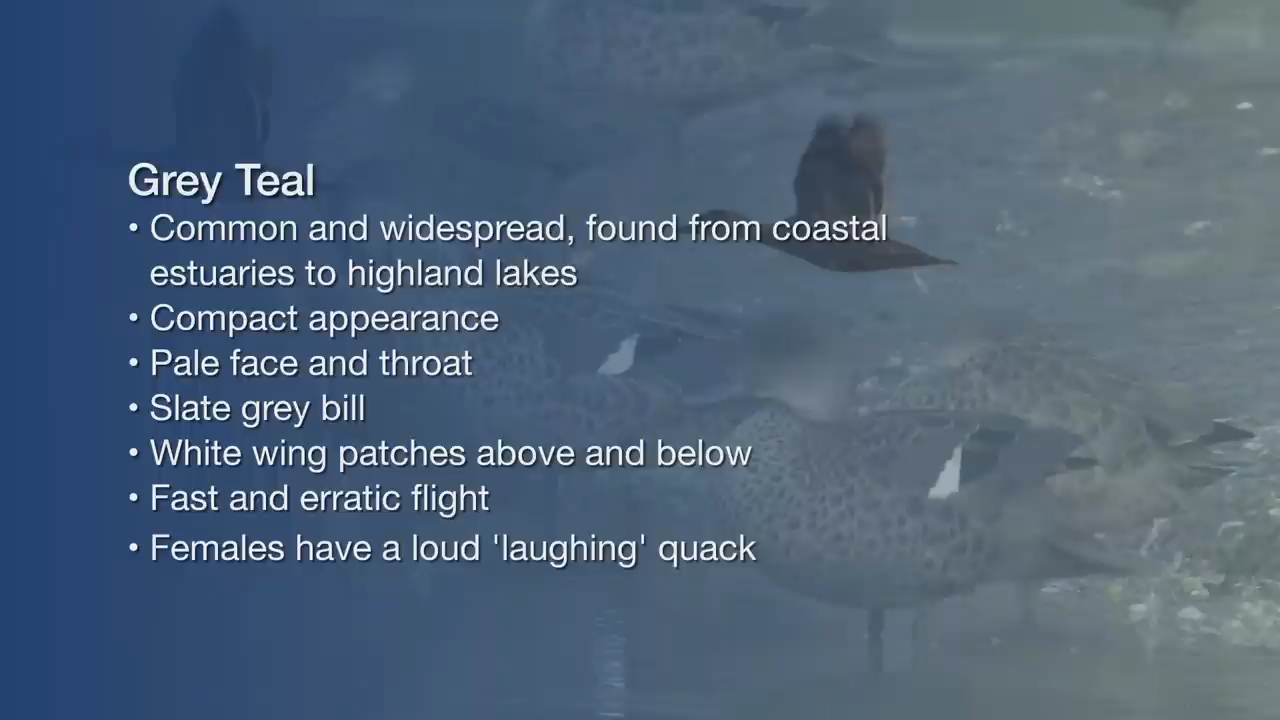 Grey Teal
• Common and widespread, found from coastal
estuaries to highland lakes
• Compact appearance
• Pale face and throat
• Slate grey bill
• White wing patches above and below
• Fast and erratic flight
• Females have a loud 'laughing' quack